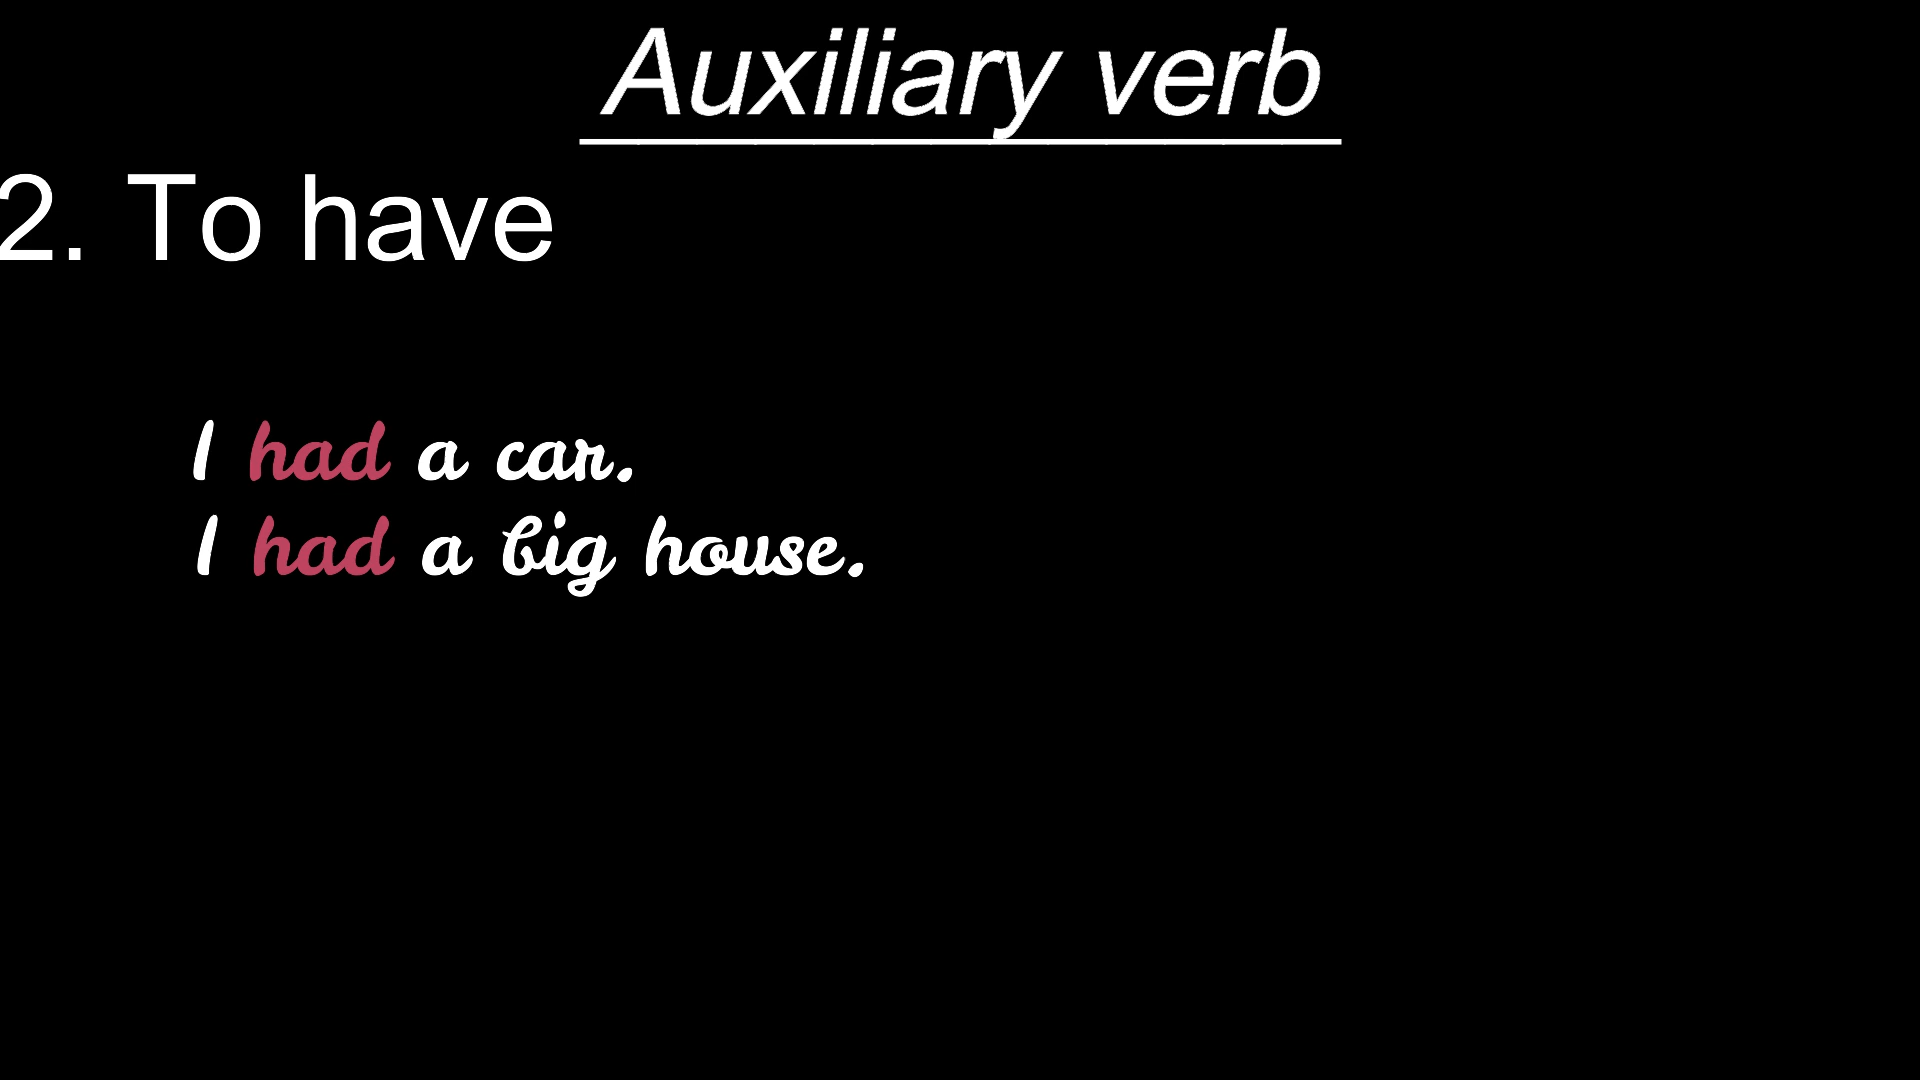 Auxiliary verb
2. To have
I had a car.
I had a big house.